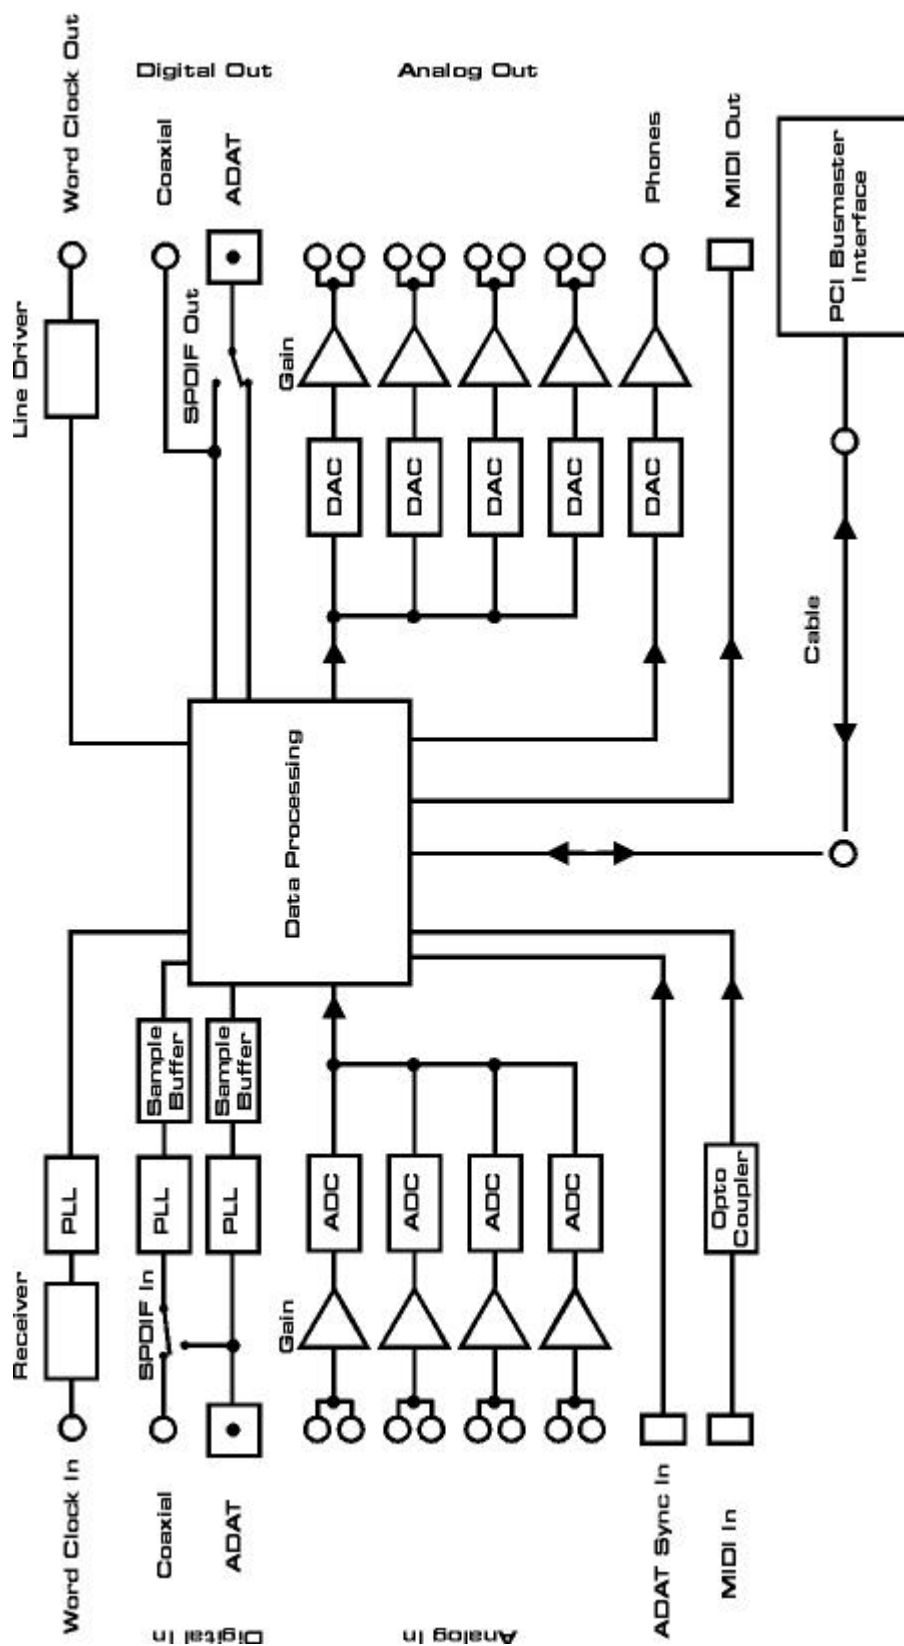 Word Clock Out
Digital Out
Coaxial
ADAT
Analog Out
Phones
MIDI Out
PCI Busmaster
Interface
Line Driver
SPDIF Out
Gain
DAC
DAC
DAC
DAC
DAC
Cable
Data Processing
Sample
Buffer
Sample
Buffer
PLL
PLL
PLL
ADC
ADC
ADC
ADC
Opto
Coupler
Receiver
SPDIF In
Gain
Word Clock In
Coaxial
ADAT
ADAT Sync In
MIDI In
Digital In
Analog In